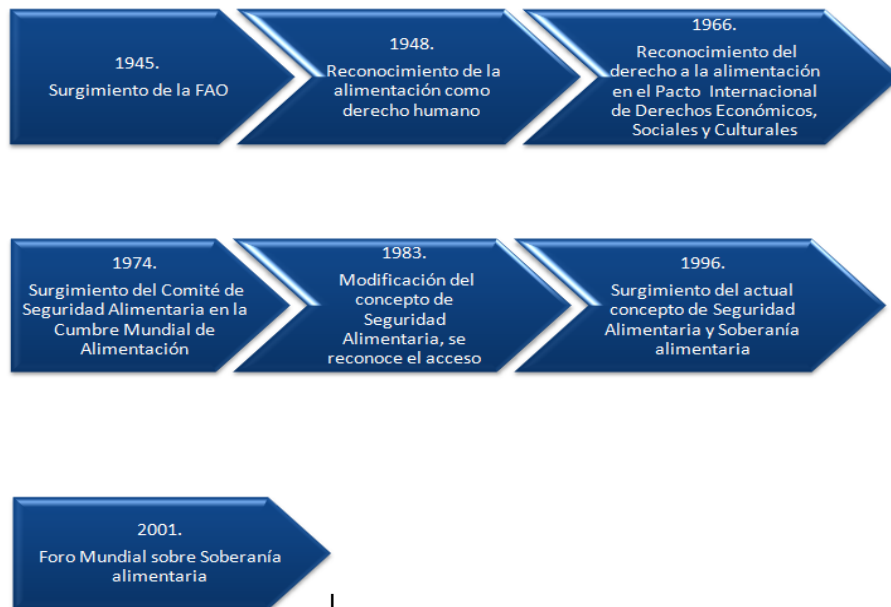 1945.
Surgimiento de la FAO
1948.
Reconocimiento de la
alimentación como
derecho humano
1966.
Reconocimiento del
derecho a la alimentación
en el Pacto Internacional
de Derechos Económicos,
Sociales y Culturales
1974.
Surgimiento del Comité de
Seguridad Alimentaria en la
Cumbre Mundial de
Alimentación
1983.
Modificación del
concepto de
Seguridad
Alimentaria, se
reconoce el acceso
1996.
Surgimiento del actual
concepto de Seguridad
Alimentaria y Soberanía
alimentaria
2001.
Foro Mundial sobre Soberanía
alimentaria